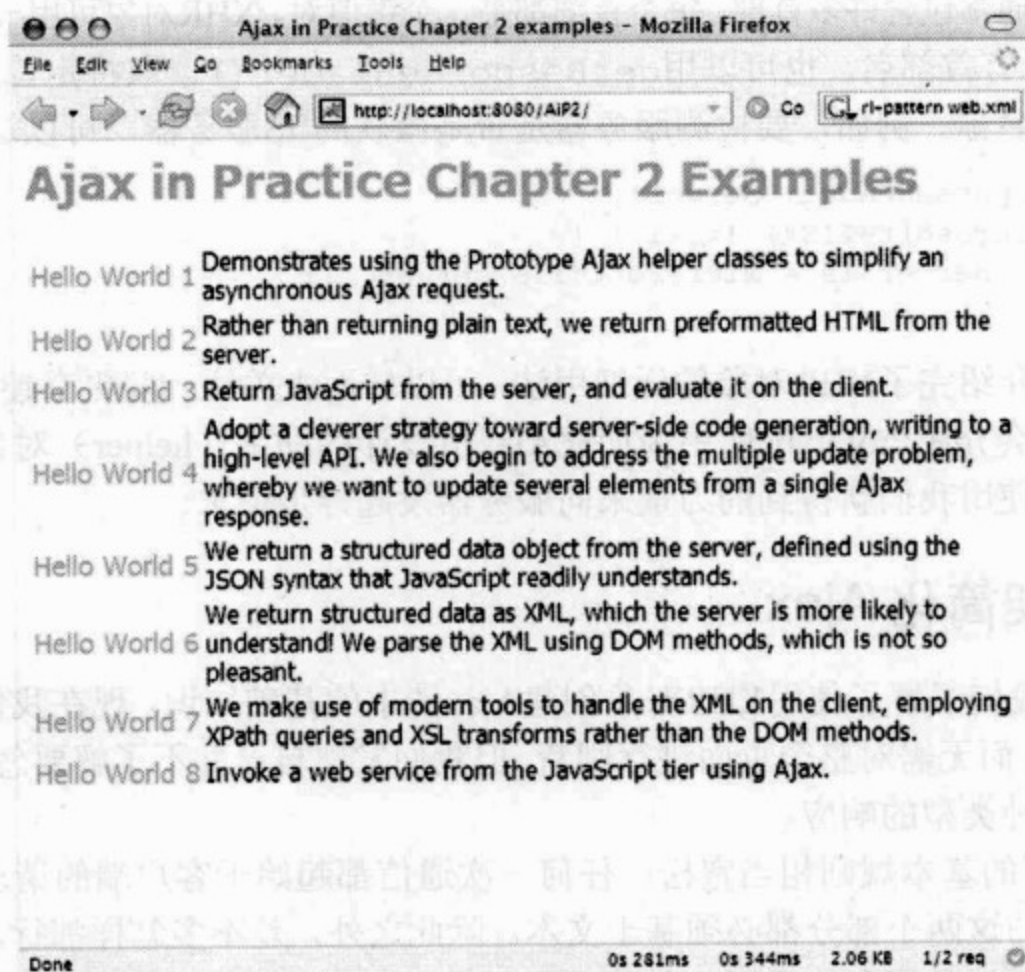 Ajax in Practice Chapter 2 examples - Mozilla Firefox
File Edit View Go Bookmarks Tools Help
http://localhost:8080/AiP2/ Go rl-pattern web.xml
Ajax in Practice Chapter 2 Examples
Hello World 1 Demonstrates using the Prototype Ajax helper classes to simplify an
asynchronous Ajax request.
Hello World 2 Rather than returning plain text, we return preformatted HTML from the
server.
Hello World 3 Return JavaScript from the server, and evaluate it on the client.
Hello World 4 Adopt a cleverer strategy toward server-side code generation, writing to a
high-level API. We also begin to address the multiple update problem,
whereby we want to update several elements from a single Ajax
response.
Hello World 5 We return a structured data object from the server, defined using the
JSON syntax that JavaScript readily understands.
Hello World 6 We return structured data as XML, which the server is more likely to
understand! We parse the XML using DOM methods, which is not so
pleasant.
Hello World 7 We make use of modern tools to handle the XML on the client, employing
XPath queries and XSL transforms rather than the DOM methods.
Hello World 8 Invoke a web service from the JavaScript tier using Ajax.
Done 0s 281ms 0s 344ms 2.06 KB 1/2 req